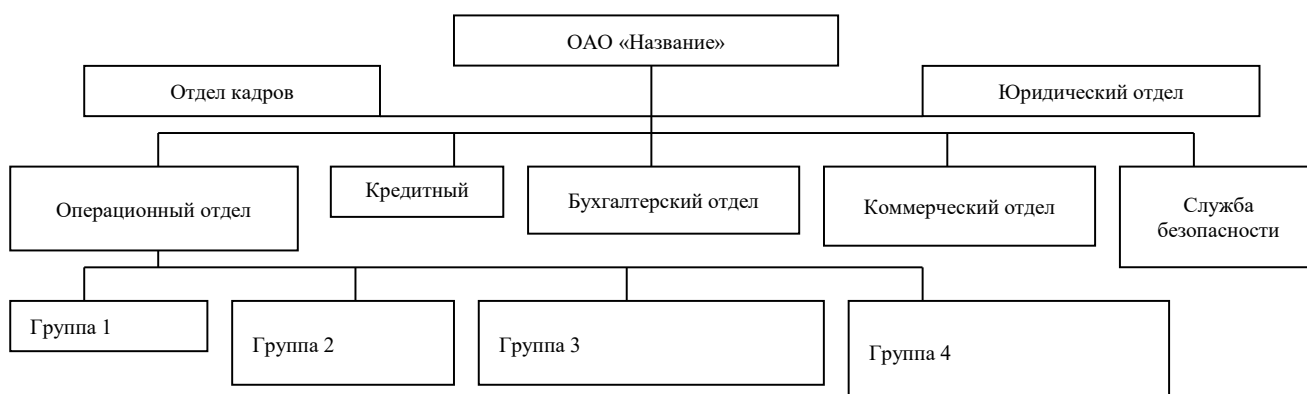 ОАО «Название»
Отдел кадров
Юридический отдел
Операционный отдел
Кредитный
Бухгалтерский отдел
Коммерческий отдел
Служба
безопасности
Группа 1
Группа 2
Группа 3
Группа 4